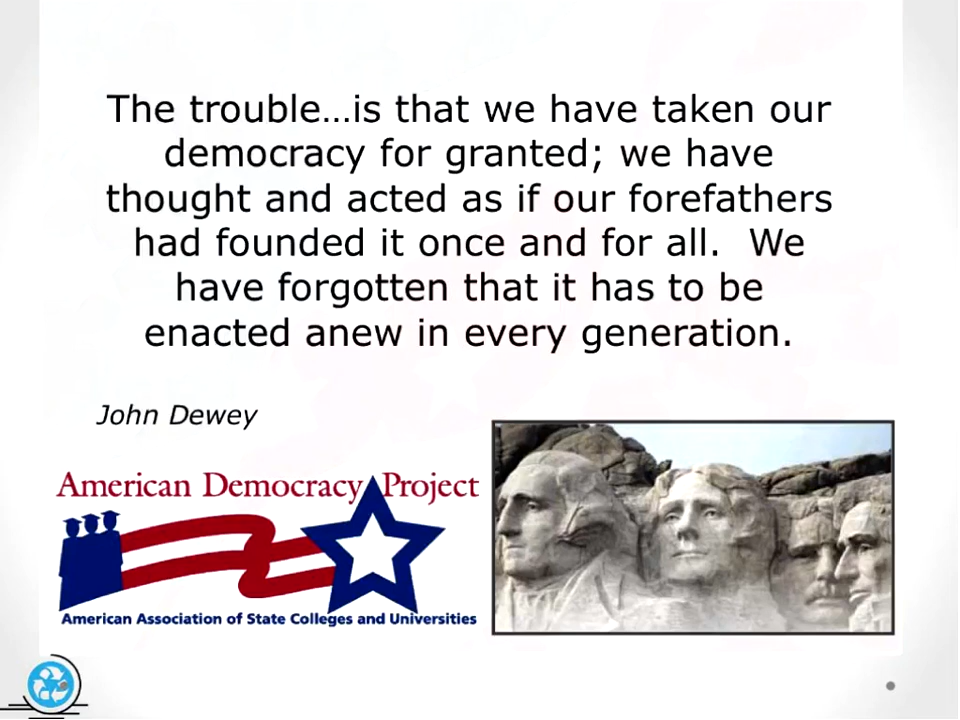 The trouble…is that we have taken our
democracy for granted; we have
thought and acted as if our forefathers
had founded it once and for all.  We
have forgotten that it has to be
enacted anew in every generation.
John Dewey
American Democracy Project
American Association of State Colleges and Universities